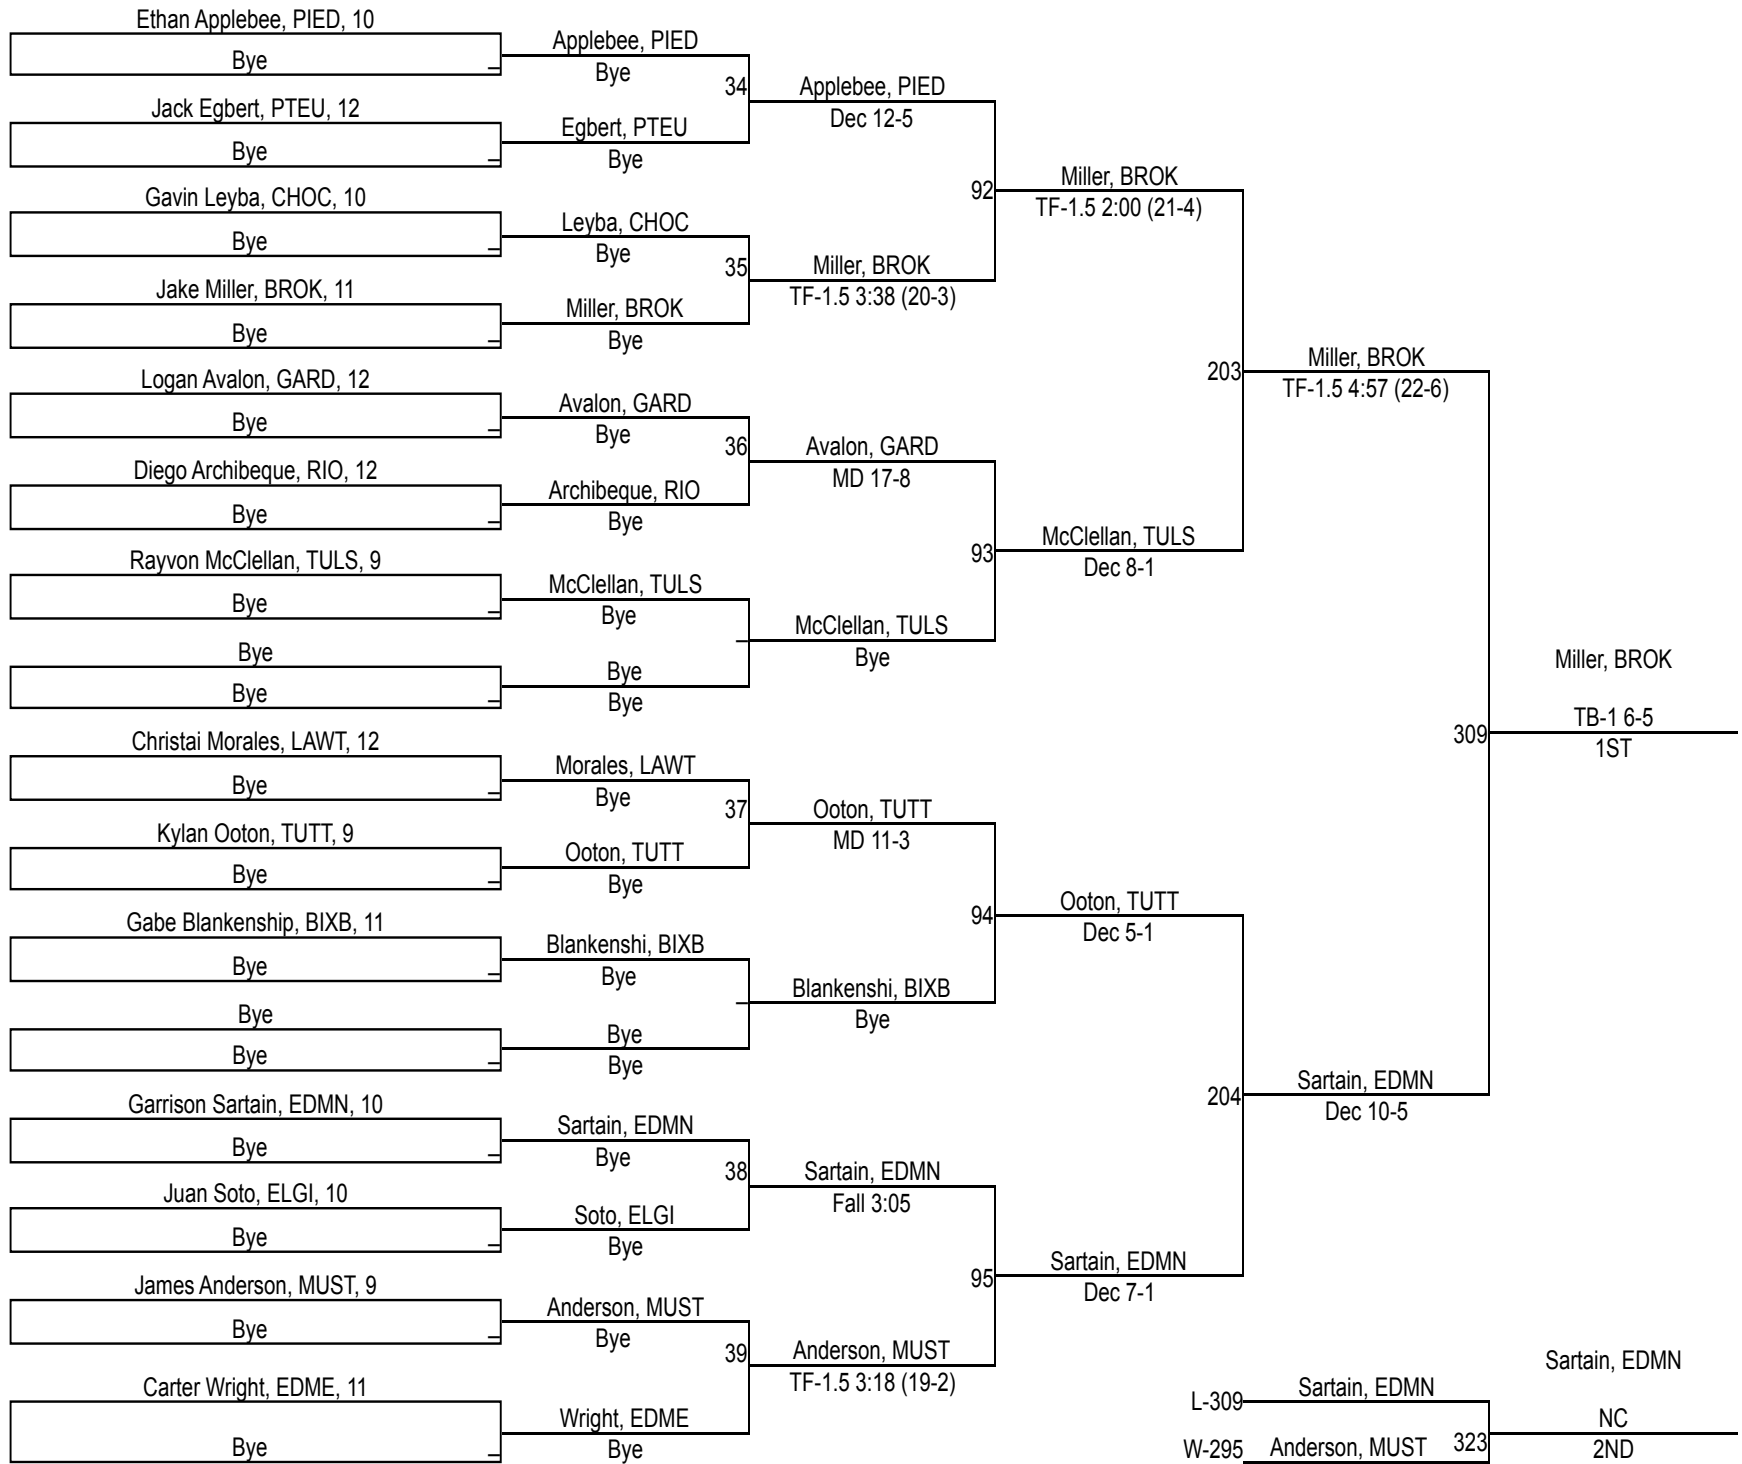 Ethan Applebee, PIED, 10
Bye
Jack Egbert, PTEU, 12
Bye
Gavin Leyba, CHOC, 10
Bye
Jake Miller, BROK, 11
Bye
Logan Avalon, GARD, 12
Bye
Diego Archibeque, RIO, 12
Bye
Rayvon McClellan, TULS, 9
Bye
Bye
Bye
Christai Morales, LAWT, 12
Bye
Kylan Ooton, TUTT, 9
Bye
Gabe Blankenship, BIXB, 11
Bye
Bye
Bye
Garrison Sartain, EDMN, 10
Bye
Juan Soto, ELGI, 10
Bye
James Anderson, MUST, 9
Bye
Carter Wright, EDME, 11
Bye
Applebee, PIED
Bye
34
Egbert, PTEU
Bye
Leyba, CHOC
Bye
35
Miller, BROK
Bye
Avalon, GARD
Bye
36
Archibeque, RIO
Bye
McClellan, TULS
Bye
Bye
Bye
Morales, LAWT
Bye
37
Ooton, TUTT
Bye
Blankenshi, BIXB
Bye
Bye
Bye
Sartain, EDMN
Bye
38
Soto, ELGI
Bye
Anderson, MUST
Bye
39
Wright, EDME
Bye
Applebee, PIED
Dec 12-5
92
Miller, BROK
TF-1.5 3:38 (20-3)
Avalon, GARD
MD 17-8
93
McClellan, TULS
Bye
Ooton, TUTT
MD 11-3
94
Blankenshi, BIXB
Bye
Sartain, EDMN
Fall 3:05
95
Anderson, MUST
TF-1.5 3:18 (19-2)
Miller, BROK
TF-1.5 2:00 (21-4)
203
McClellan, TULS
Dec 8-1
Ooton, TUTT
Dec 5-1
204
Sartain, EDMN
Dec 7-1
Miller, BROK
TF-1.5 4:57 (22-6)
309
Sartain, EDMN
Dec 10-5
Miller, BROK
TB-1 6-5
1ST
L-309
Sartain, EDMN
W-295
Anderson, MUST
323
Sartain, EDMN
NC
2ND